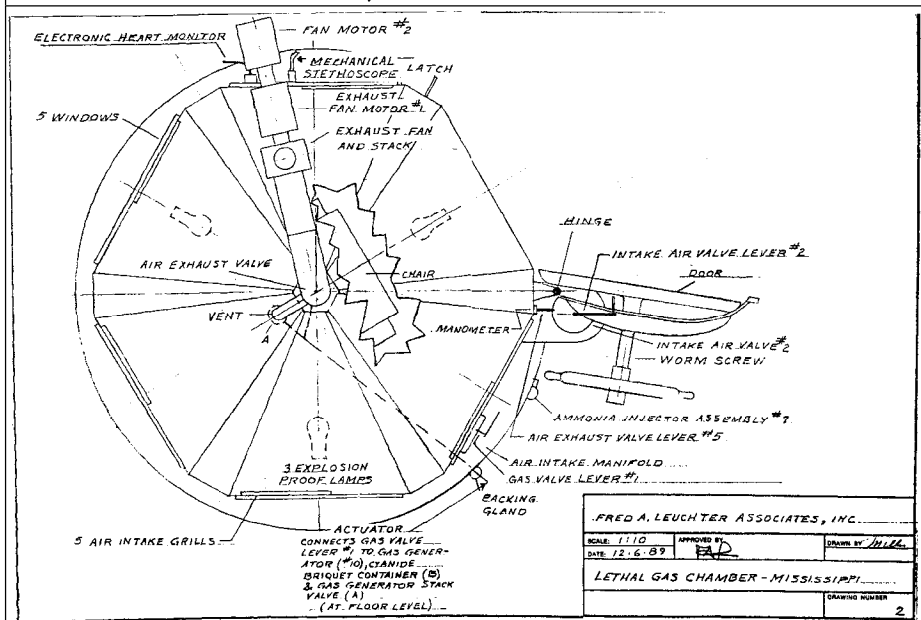 FAN MOTOR #2
ELECTRONIC HEART MONITOR
MECHANICAL
STETHOSCOPE
LATCH
EXHAUST
FAN MOTOR #1
EXHAUST FAN
AND STACK
5 WINDOWS
HINGE
INTAKE AIR VALVE LEVER #2
DOOR
AIR EXHAUST VALVE
CHAIR
VENT
A
MANOMETER
INTAKE AIR VALVE #2
WORM SCREW
AMMONIA INJECTOR ASSEMBLY #7
AIR EXHAUST VALVE LEVER #5
AIR INTAKE MANIFOLD
GAS VALVE LEVER #1
3 EXPLOSION
PROOF LAMPS
PACKING
GLAND
5 AIR INTAKE GRILLS
ACTUATOR
CONNECTS GAS VALVE
LEVER #1 TO GAS GENER-
ATOR (#10), CYANIDE
BRIQUET CONTAINER (B)
& GAS GENERATOR STACK
VALVE (A)
(AT FLOOR LEVEL)
FRED A. LEUCHTER ASSOCIATES, INC.
SCALE: 1:10
APPROVED BY
DRAWN BY
DATE: 12.6.89
LETHAL GAS CHAMBER - MISSISSIPPI
DRAWING NUMBER
2